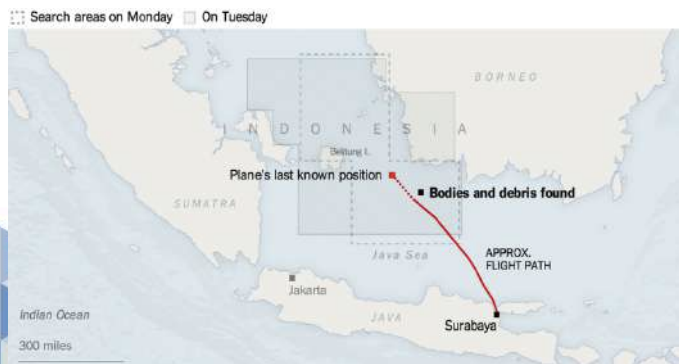 Search areas on Monday On Tuesday
BORNEO
INDONESIA
Belitung I.
Plane's last known position
Bodies and debris found
SUMATRA
Java Sea
APPROX.
FLIGHT PATH
Jakarta
Indian Ocean
JAVA
Surabaya
300 miles